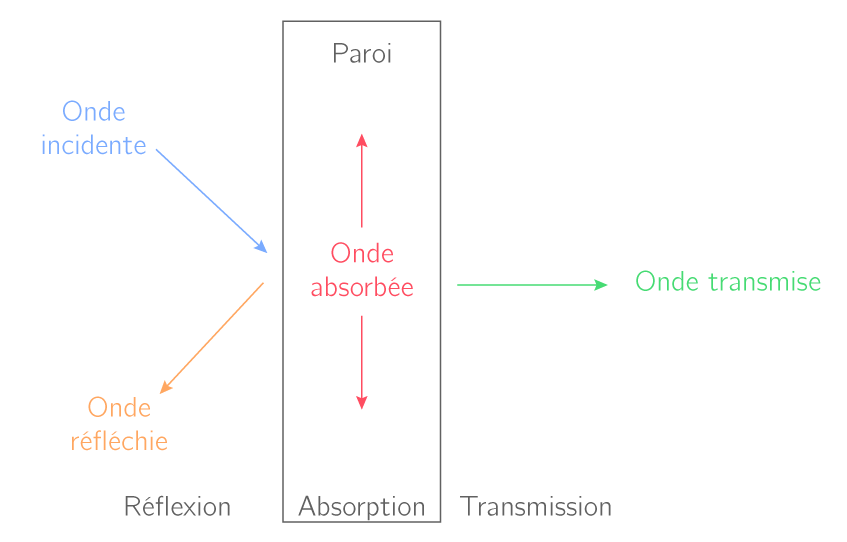 Paroi
Onde
incidente
Onde
absorbée
Onde transmise
Onde
réfléchie
Réflexion
Absorption
Transmission